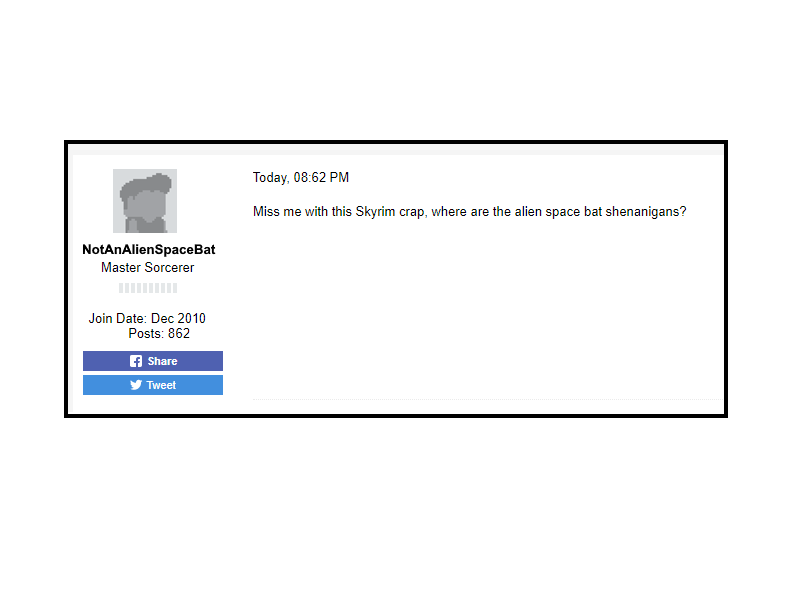 Today, 08:62 PM
Miss me with this Skyrim crap, where are the alien space bat shenanigans?
NotAnAlienSpaceBat
Master Sorcerer
Join Date: Dec 2010
Posts: 862
Share
Tweet